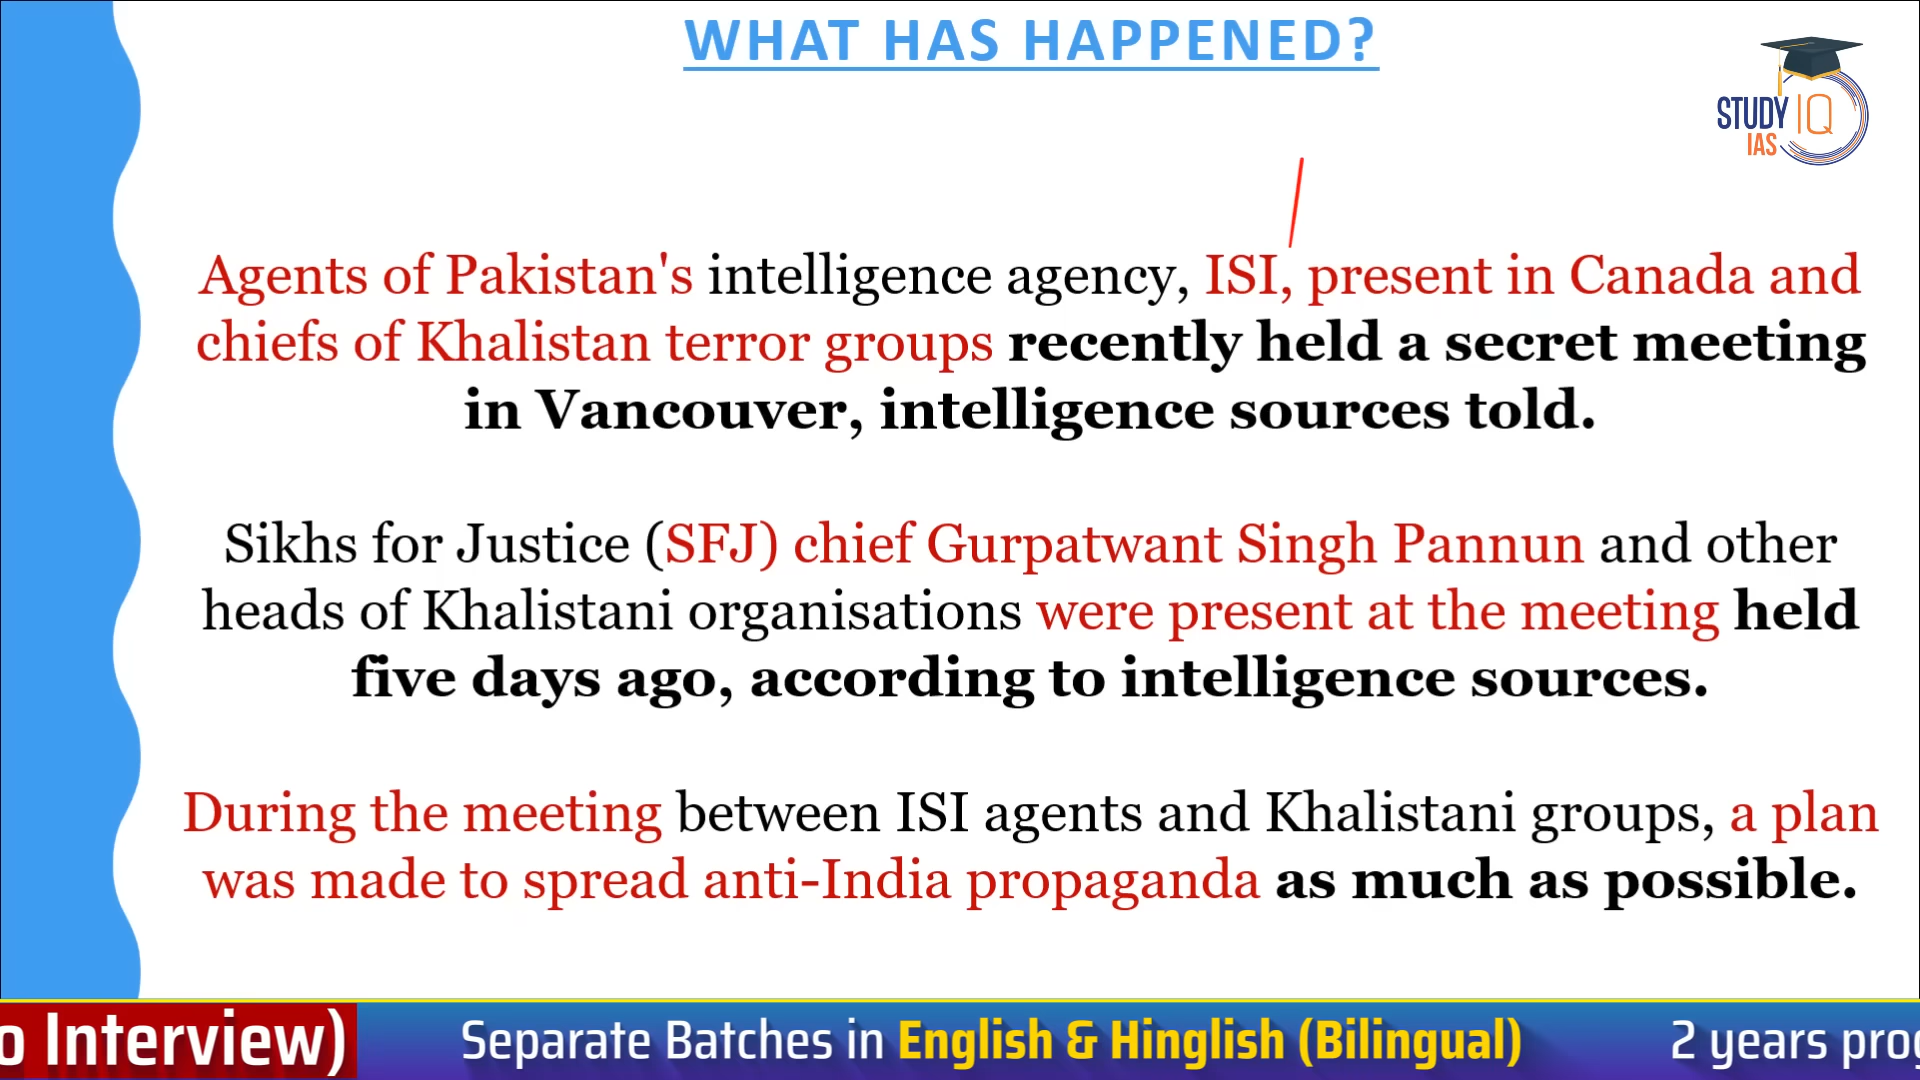 WHAT HAS HAPPENED?
STUDY IQ
IAS
Agents of Pakistan's intelligence agency, ISI, present in Canada and
chiefs of Khalistan terror groups recently held a secret meeting
in Vancouver, intelligence sources told.
Sikhs for Justice (SFJ) chief Gurpatwant Singh Pannun and other
heads of Khalistani organisations were present at the meeting held
five days ago, according to intelligence sources.
During the meeting between ISI agents and Khalistani groups, a plan
was made to spread anti-India propaganda as much as possible.
o Interview) Separate Batches in English & Hinglish (Bilingual) 2 years prog